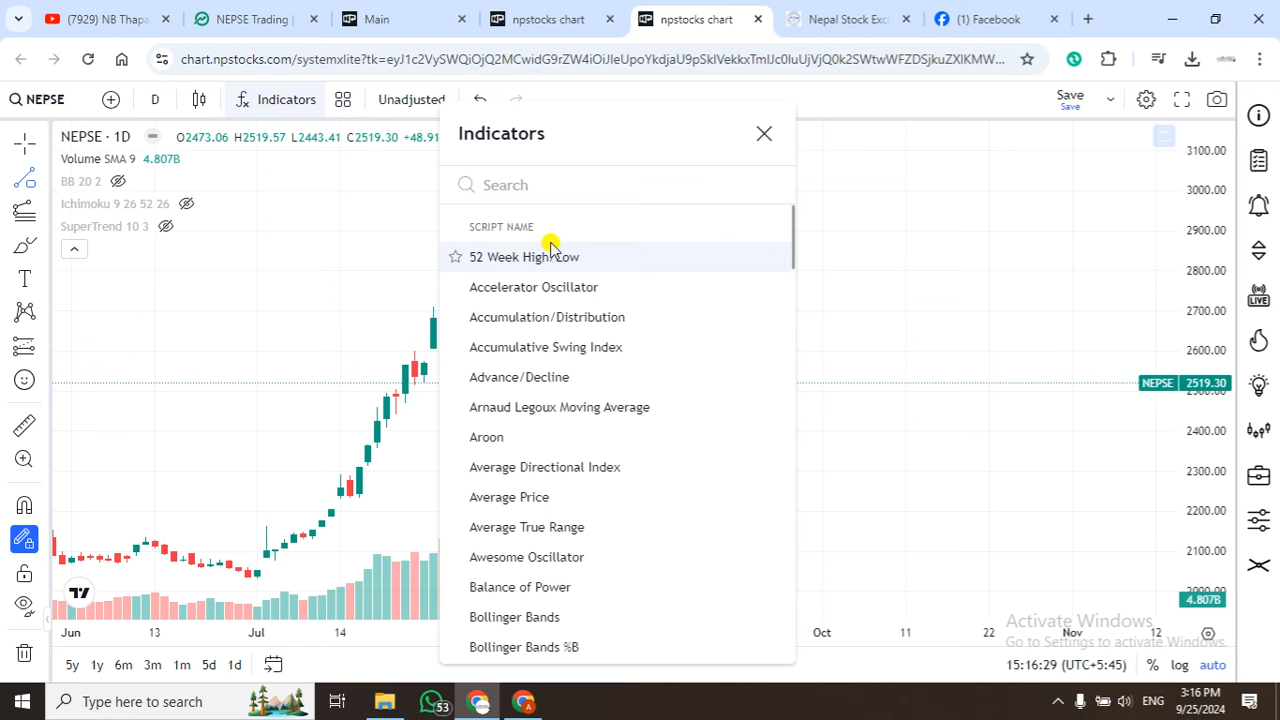 (7929) NB Thapa
NEPSE Trading
Main
npstocks chart
npstocks chart
Nepal Stock Exc
(1) Facebook
NEPSE
D
Indicators
Unadjusted
Save
Save
NEPSE · 1D
O2473.06 H2519.57 L2443.41 C2519.30 +48.91
Volume SMA 9 4.807B
BB 20 2
Ichimoku 9 26 52 26
SuperTrend 10 3
Indicators
Search
SCRIPT NAME
52 Week High/Low
Accelerator Oscillator
Accumulation/Distribution
Accumulative Swing Index
Advance/Decline
Arnaud Legoux Moving Average
Aroon
Average Directional Index
Average Price
Average True Range
Awesome Oscillator
Balance of Power
Bollinger Bands
Bollinger Bands %B
3100.00
3000.00
2900.00
2800.00
2700.00
2600.00
NEPSE 2519.30
2400.00
2300.00
2200.00
2100.00
4.807B
LIVE
Jun 13 Jul 14 Oct 11 22 Nov 12
Activate Windows
Go to Settings to activate Windows.
5y 1y 6m 3m 1m 5d 1d
15:16:29 (UTC+5:45) % log auto
Type here to search
53
ENG
3:16 PM
9/25/2024